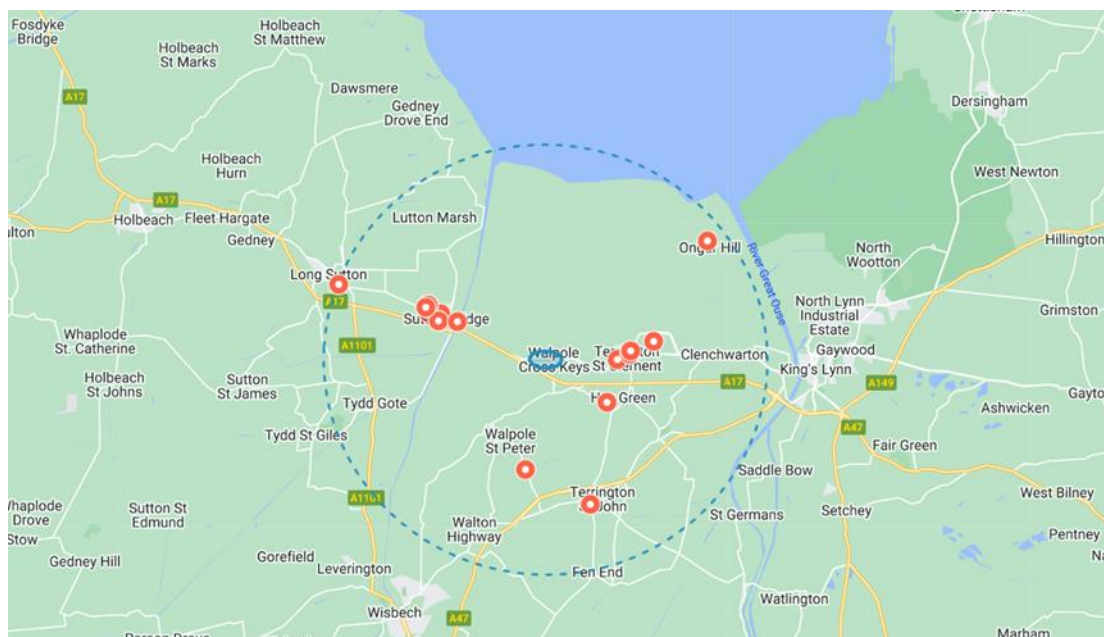 Fosdyke
Bridge
Holbeach
St Matthew
Holbeach
St Marks
Dawsmere
Gedney
Drove End
A17
Dersingham
Holbeach
Hurn
West Newton
A17
Holbeach
Fleet Hargate
Lutton Marsh
Gedney
Ongar Hill
Hillington
North
Wootton
River Great Ouse
Long Sutton
A17
North Lynn
Industrial
Estate
Grimston
Whaplode
St. Catherine
A1101
Walpole
Cross Keys
Clenchwarton
Gaywood
King's Lynn
A17
A149
Holbeach
St Johns
Sutton
St James
Tydd Gote
Ashwicken
Tydd St Giles
A47
Walpole
St Peter
Fair Green
Saddle Bow
A1101
Whaplode
Drove
Sutton St
Edmund
Terrington
St John
West Bilney
Stow
Walton
Highway
St Germans
Setchey
Pentney
Gedney Hill
Gorefield
Leverington
Fen End
Wisbech
A47
Watlington
Marham